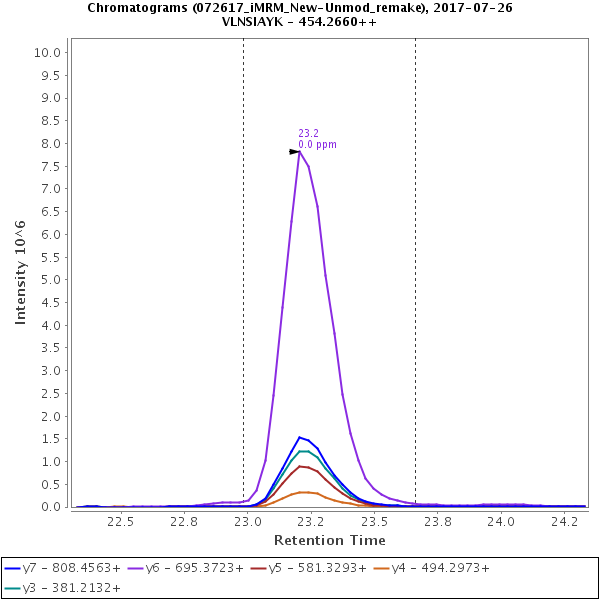 Chromatograms (072617_iMRM_New-Unmod_remake), 2017-07-26
VLNSIAYK - 454.2660++
10.0
9.5
9.0
8.5
8.0
7.5
7.0
6.5
6.0
5.5
5.0
4.5
4.0
3.5
3.0
2.5
2.0
1.5
1.0
0.5
0.0
Intensity 10^6
23.2
0.0 ppm
22.5 22.8 23.0 23.2 23.5 23.8 24.0 24.2
Retention Time
y7 - 808.4563+ y6 - 695.3723+ y5 - 581.3293+ y4 - 494.2973+
y3 - 381.2132+